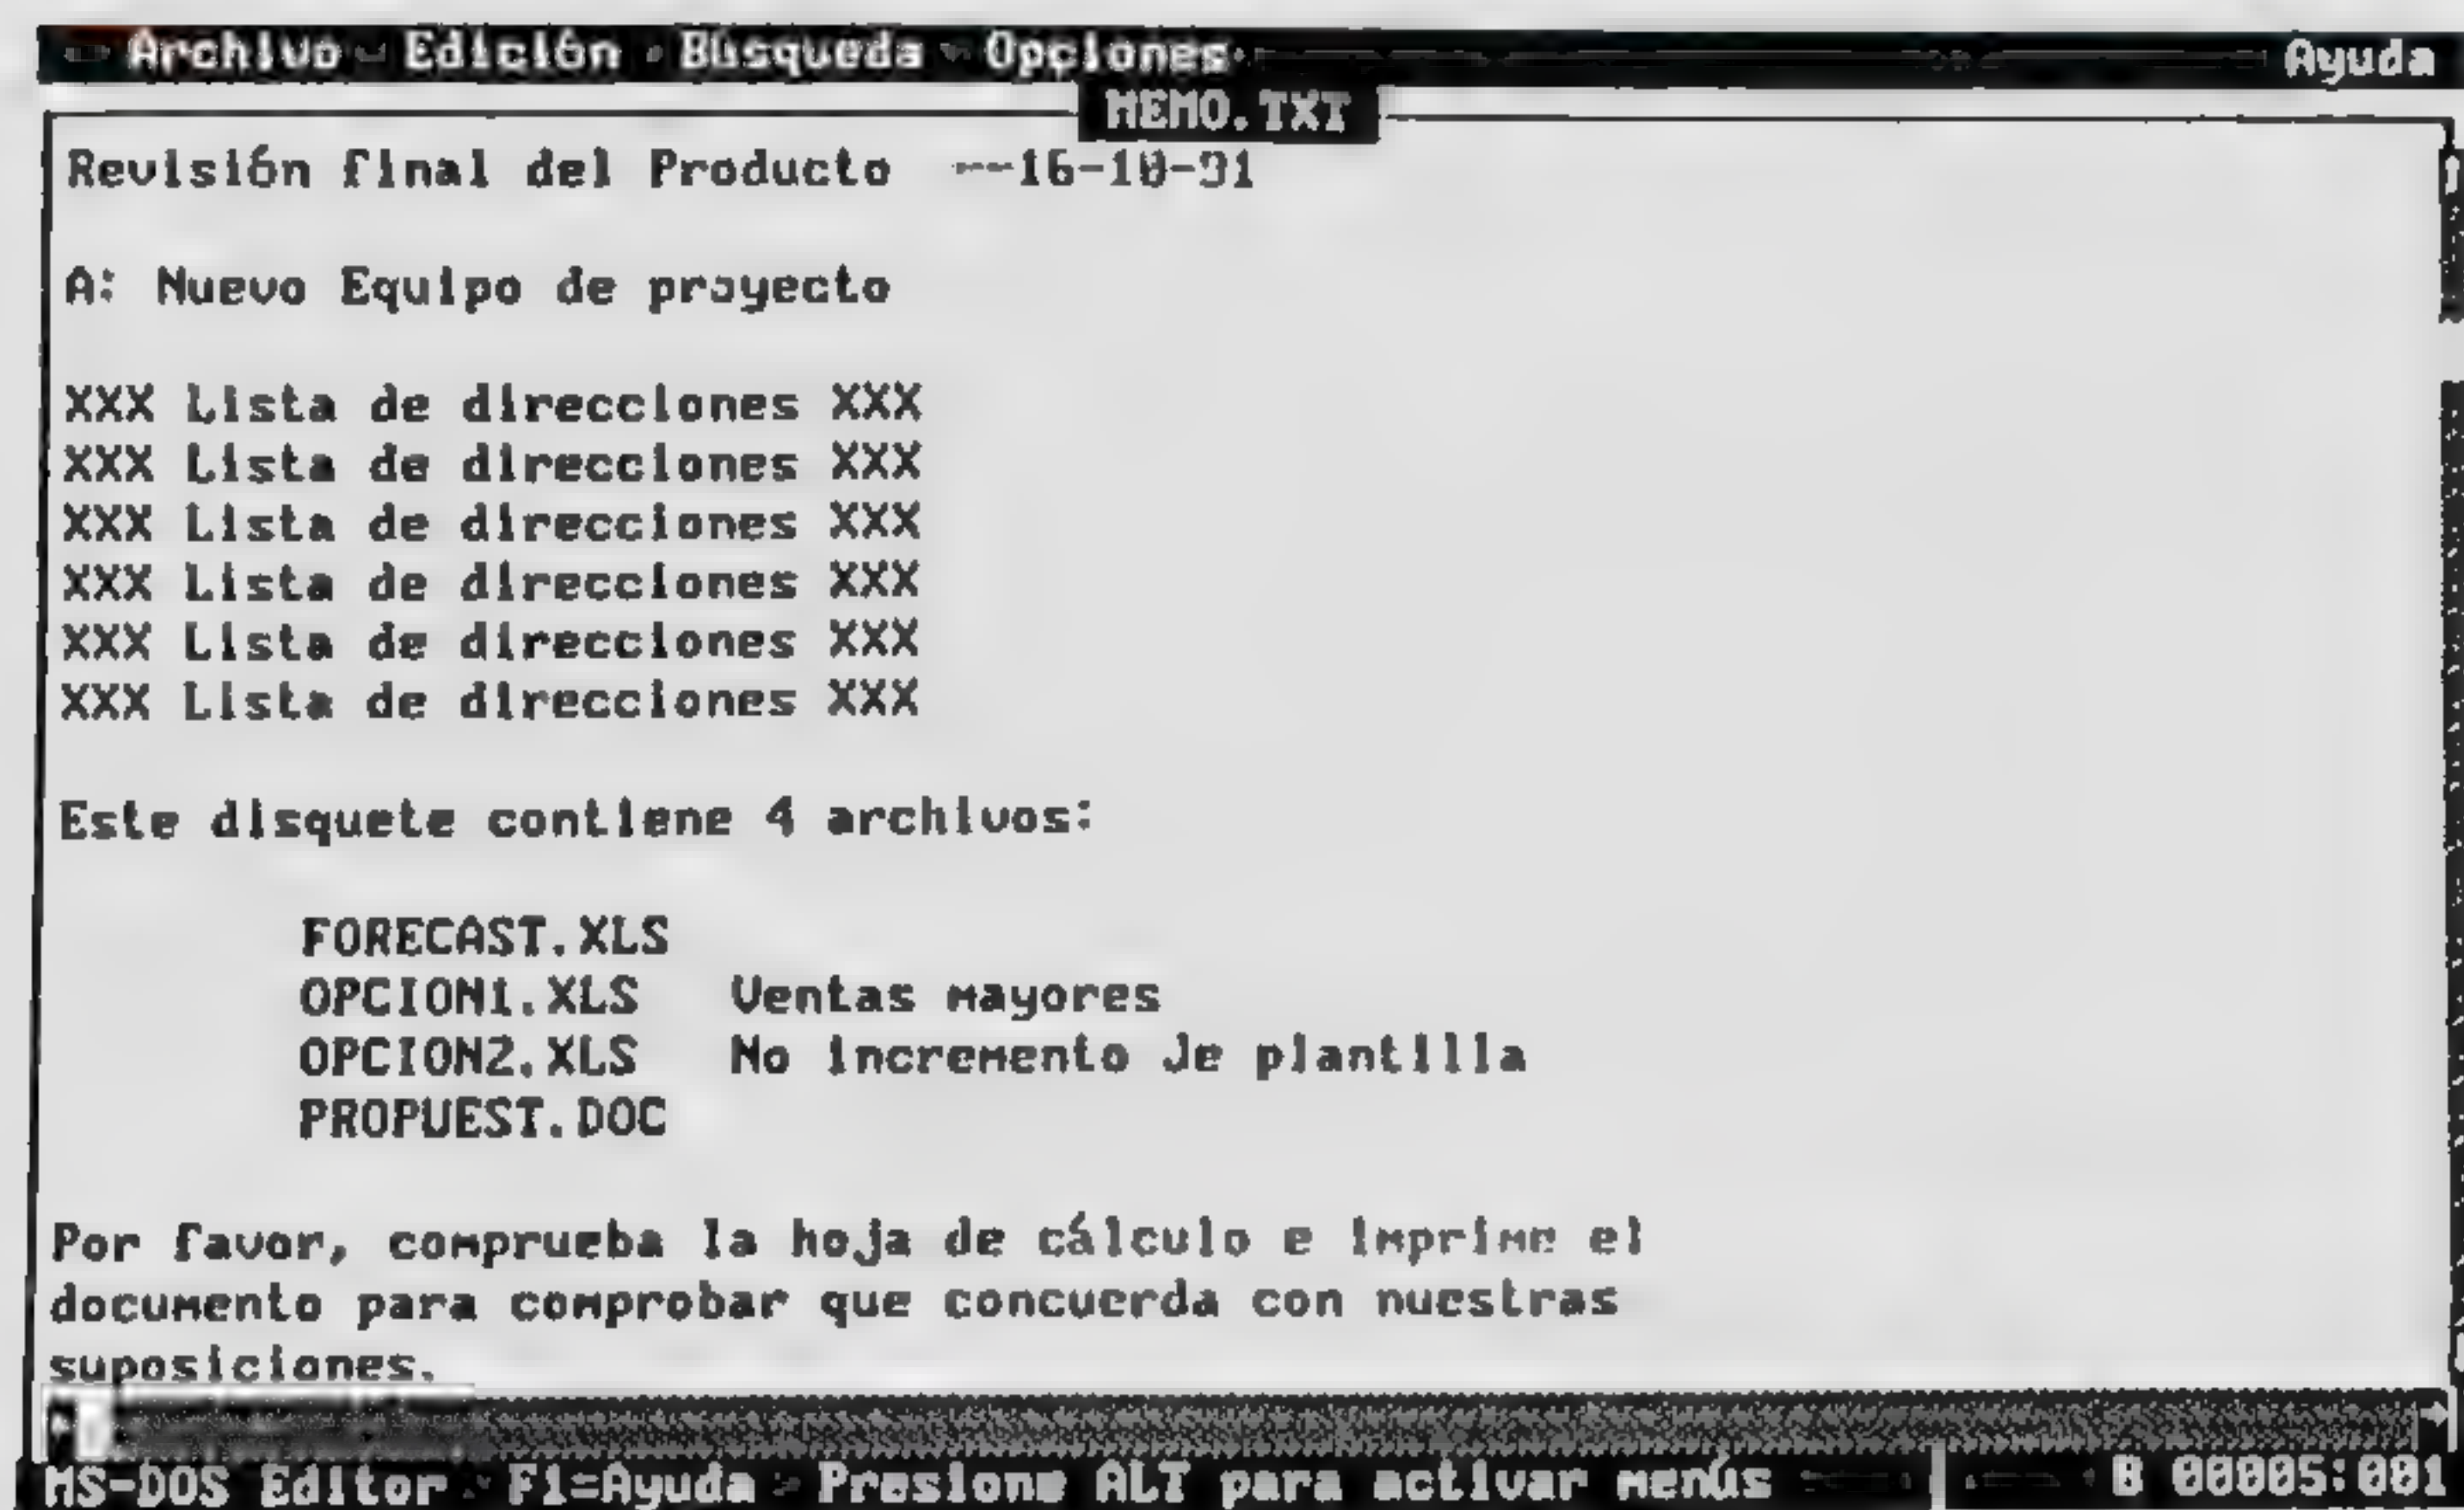 Archivo Edición Búsqueda Opciones Ayuda
MEMO.TXT
Revisión final del Producto --16-10-91
A: Nuevo Equipo de proyecto
XXX Lista de direcciones XXX
XXX Lista de direcciones XXX
XXX Lista de direcciones XXX
XXX Lista de direcciones XXX
XXX Lista de direcciones XXX
XXX Lista de direcciones XXX
Este disquete contiene 4 archivos:
FORECAST.XLS
OPCION1.XLS Ventas mayores
OPCION2.XLS No incremento de plantilla
PROPUEST.DOC
Por favor, comprueba la hoja de cálculo e imprime el
documento para comprobar que concuerda con nuestras
suposiciones.
MS-DOS Editor F1=Ayuda Presione ALT para activar menús B 00005:001